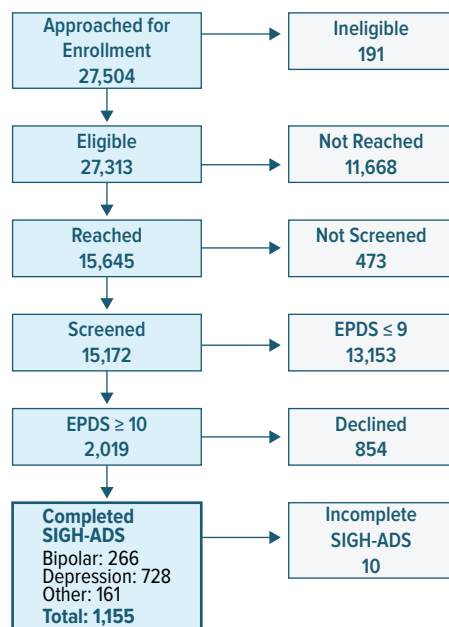 Approached for
Enrollment
27,504
Ineligible
191
Eligible
27,313
Not Reached
11,668
Reached
15,645
Not Screened
473
Screened
15,172
EPDS ≤ 9
13,153
EPDS ≥ 10
2,019
Declined
854
Completed
SIGH-ADS
Bipolar: 266
Depression: 728
Other: 161
Total: 1,155
Incomplete
SIGH-ADS
10